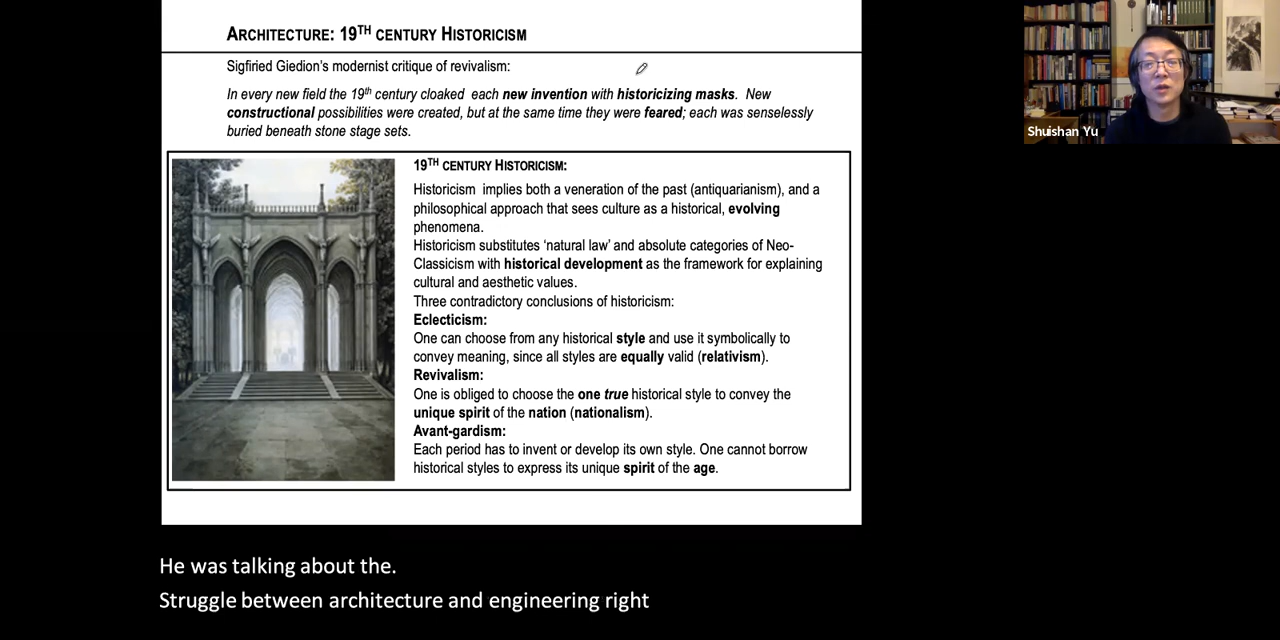 ARCHITECTURE: 19TH CENTURY HISTORICISM
Sigfiried Giedion's modernist critique of revivalism:
In every new field the 19th century cloaked each new invention with historicizing masks. New
constructional possibilities were created, but at the same time they were feared; each was senselessly
buried beneath stone stage sets.
19TH CENTURY HISTORICISM:
Historicism implies both a veneration of the past (antiquarianism), and a
philosophical approach that sees culture as a historical, evolving
phenomena.
Historicism substitutes 'natural law' and absolute categories of Neo-
Classicism with historical development as the framework for explaining
cultural and aesthetic values.
Three contradictory conclusions of historicism:
Eclecticism:
One can choose from any historical style and use it symbolically to
convey meaning, since all styles are equally valid (relativism).
Revivalism:
One is obliged to choose the one true historical style to convey the
unique spirit of the nation (nationalism).
Avant-gardism:
Each period has to invent or develop its own style. One cannot borrow
historical styles to express its unique spirit of the age.
Shuishan Yu
He was talking about the.
Struggle between architecture and engineering right